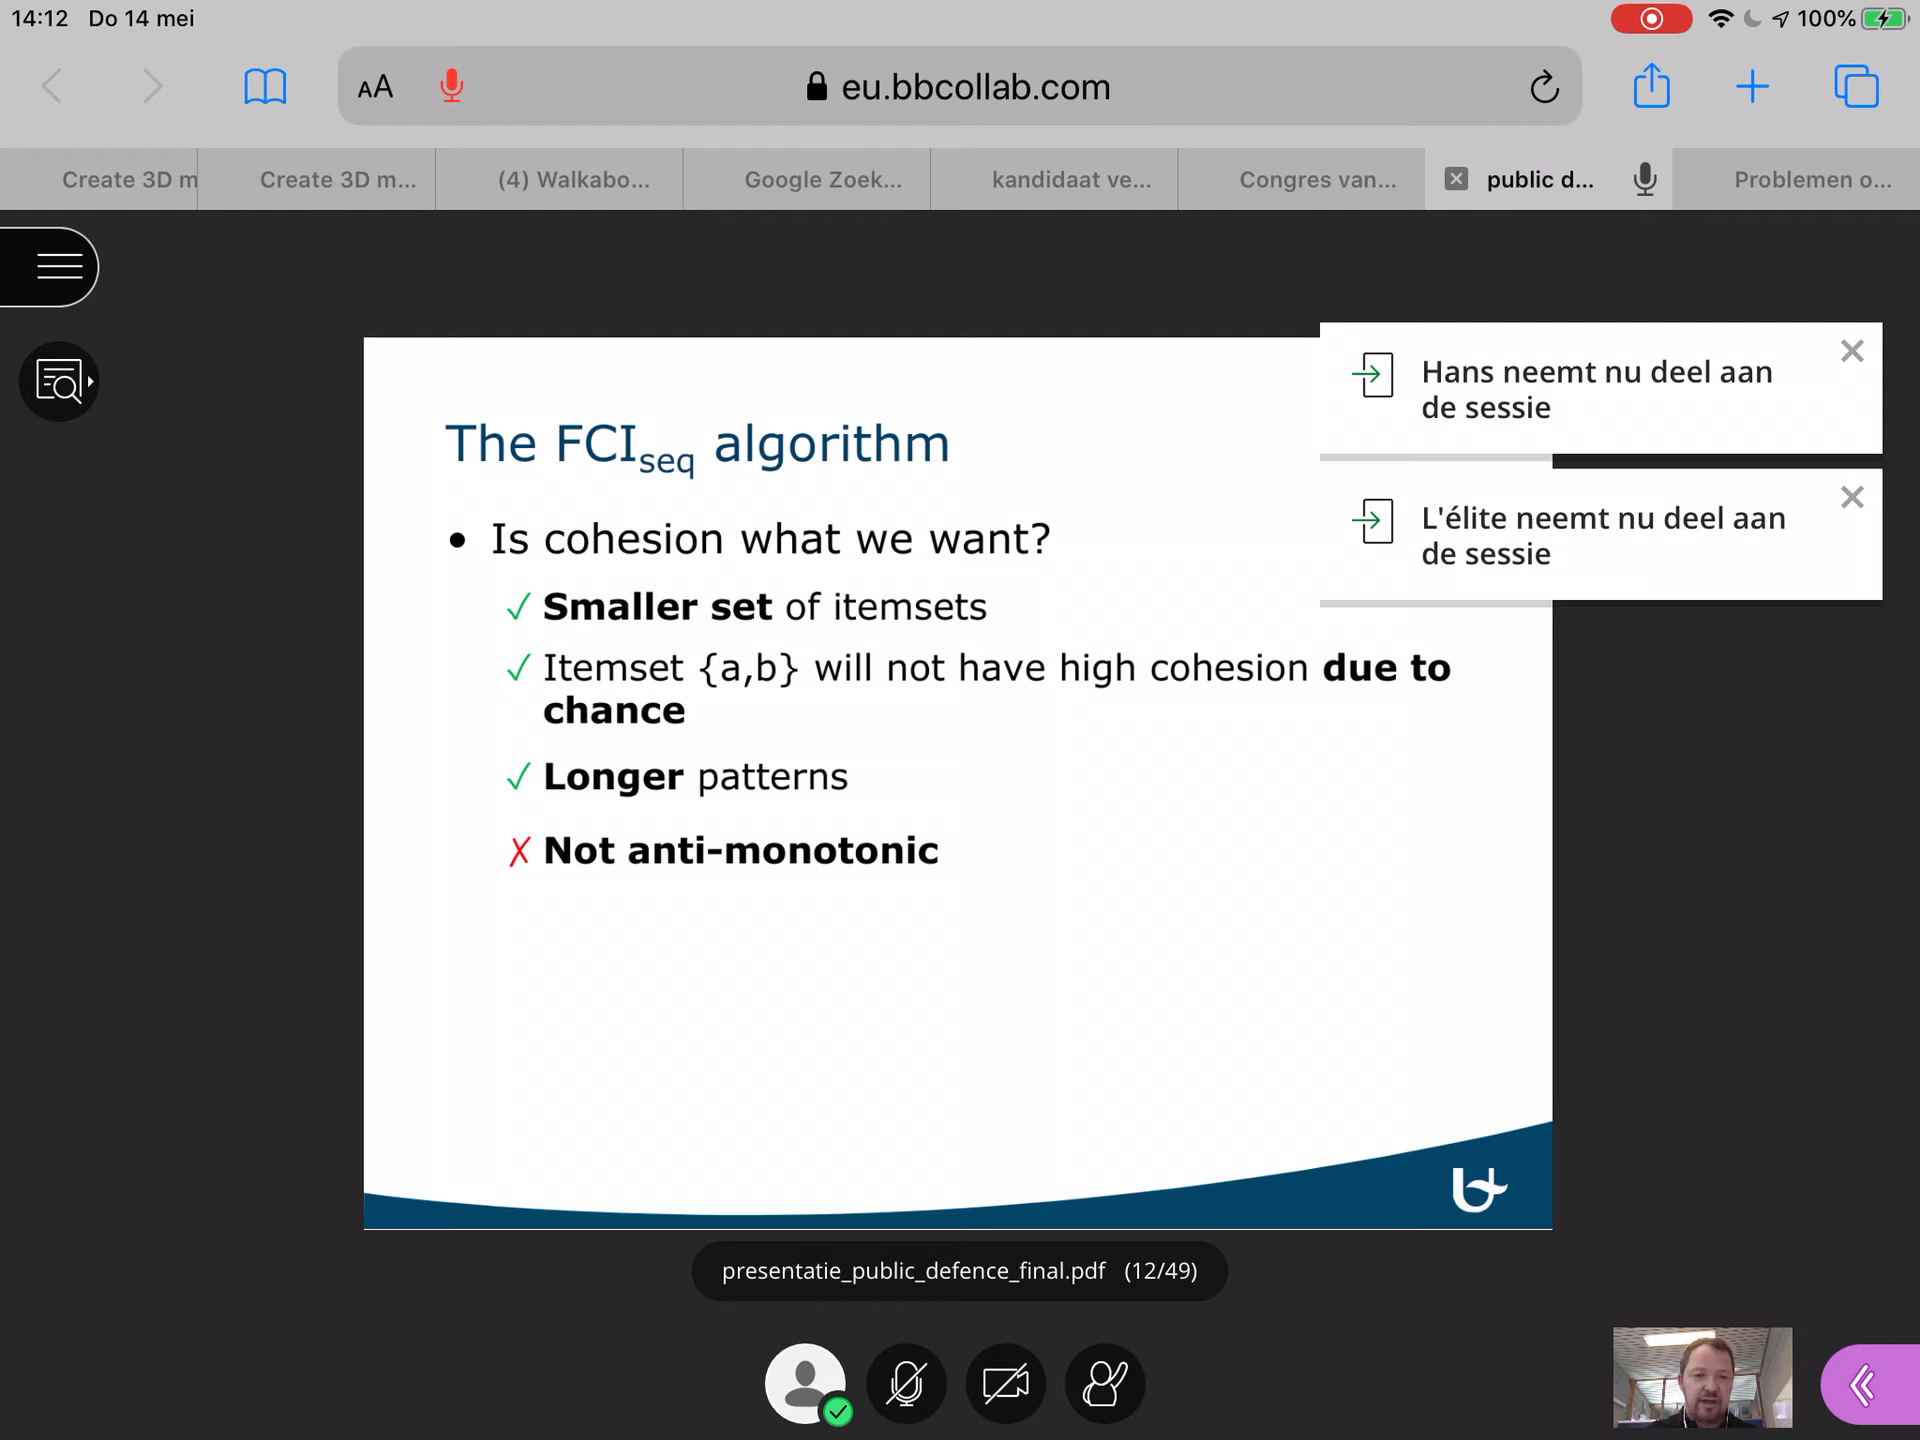 14:12 Do 14 mei
100%
AA
eu.bbcollab.com
Create 3D m
Create 3D m...
(4) Walkabo...
Google Zoek...
kandidaat ve...
Congres van...
public d...
Problemen o...
Hans neemt nu deel aan
de sessie
L'élite neemt nu deel aan
de sessie
The FCIseq algorithm
• Is cohesion what we want?
✓ Smaller set of itemsets
✓ Itemset {a,b} will not have high cohesion due to
chance
✓ Longer patterns
✗ Not anti-monotonic
presentatie_public_defence_final.pdf (12/49)